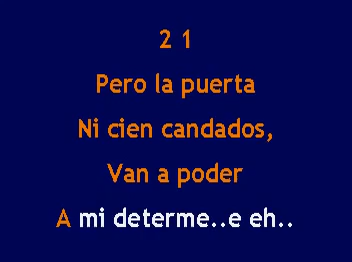 2 1
Pero la puerta
Ni cien candados,
Van a poder
A mi determe..e eh..